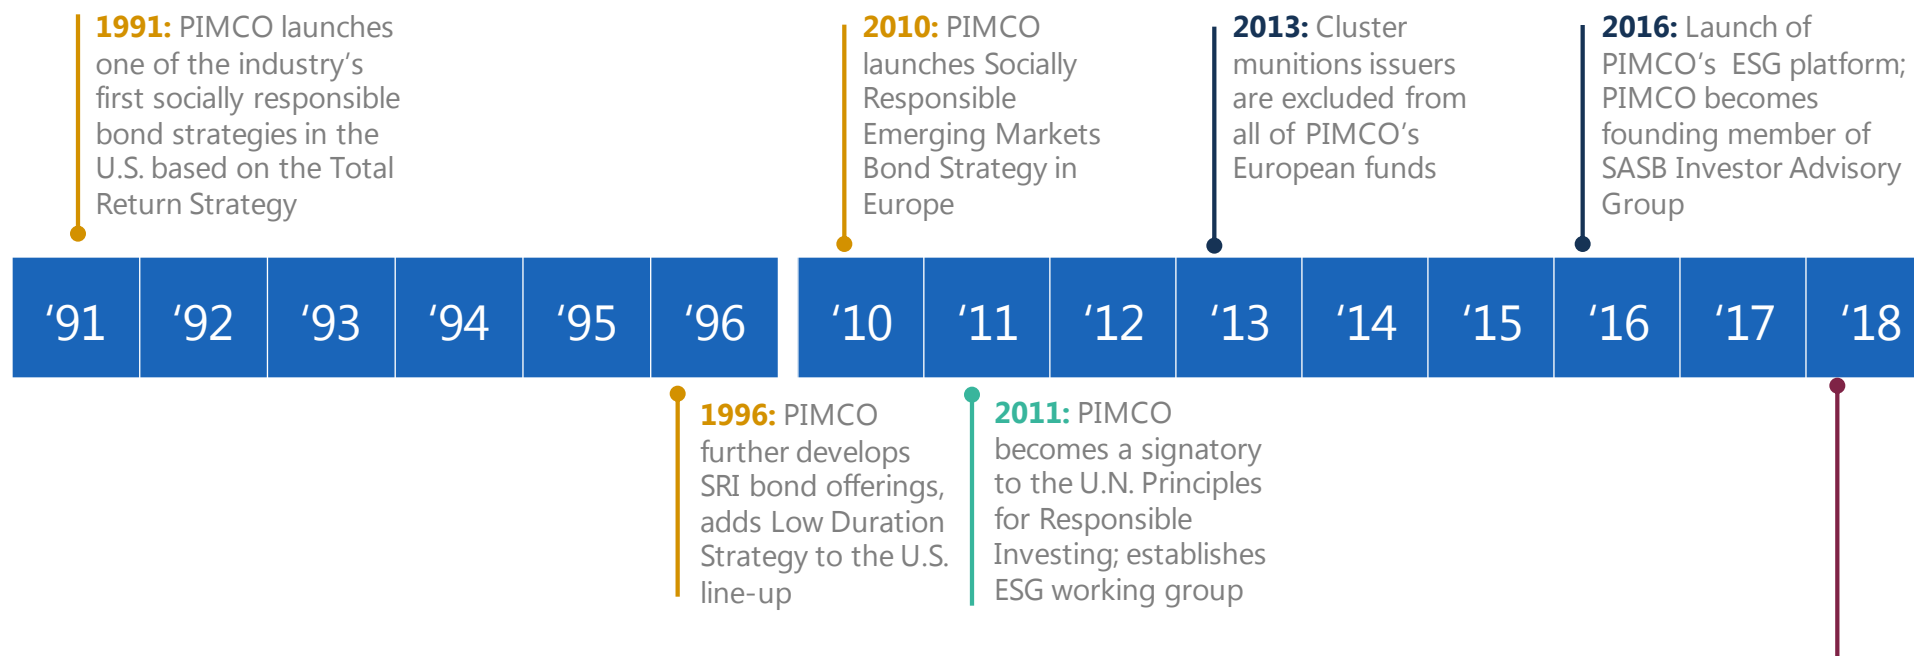 1991: PIMCO launches
one of the industry’s
first socially responsible
bond strategies in the
U.S. based on the Total
Return Strategy
2010: PIMCO
launches Socially
Responsible
Emerging Markets
Bond Strategy in
Europe
2013: Cluster
munitions issuers
are excluded from
all of PIMCO’s
European funds
2016: Launch of
PIMCO’s ESG platform;
PIMCO becomes
founding member of
SASB Investor Advisory
Group
‘91 ‘92 ‘93 ‘94 ‘95 ‘96 ‘10 ‘11 ‘12 ‘13 ‘14 ‘15 ‘16 ‘17 ‘18
1996: PIMCO
further develops
SRI bond offerings,
adds Low Duration
Strategy to the U.S.
line-up
2011: PIMCO
becomes a signatory
to the U.N. Principles
for Responsible
Investing; establishes
ESG working group